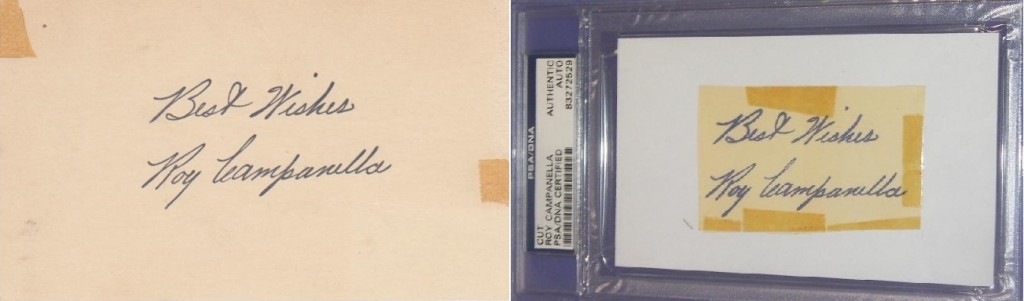 Best Wishes
Roy Campanella
PSA/DNA
CUT
ROY CAMPANELLA
PSA/DNA CERTIFIED
AUTHENTIC
AUTO
83272529
Best Wishes
Roy Campanella